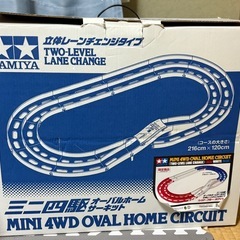 TAMIYA
立体レーンチェンジタイプ
TWO-LEVEL
LANE CHANGE
(コースの大きさ)
216cm×120cm
MINI 4WD OVAL HOME CIRCUIT
ミニ四駆 オーバルホームサーキット
MINI 4WD OVAL HOME CIRCUIT